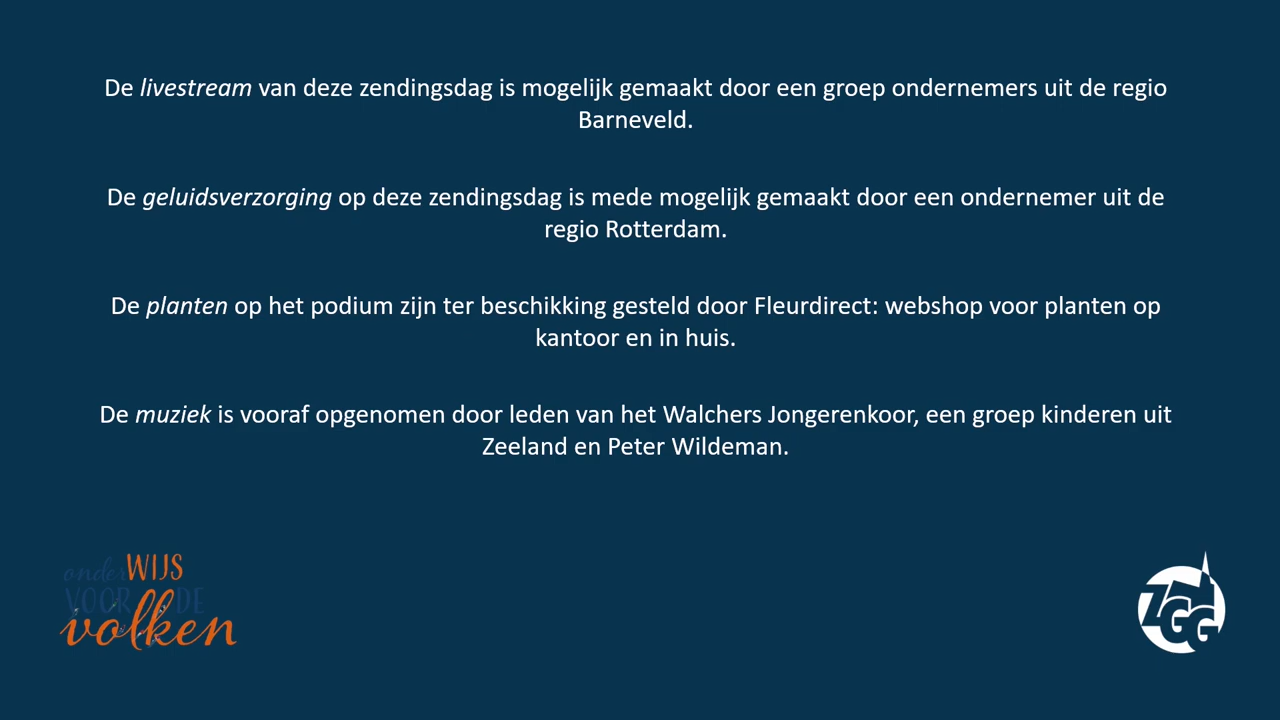 De livestream van deze zendingsdag is mogelijk gemaakt door een groep ondernemers uit de regio
Barneveld.
De geluidsverzorging op deze zendingsdag is mede mogelijk gemaakt door een ondernemer uit de
regio Rotterdam.
De planten op het podium zijn ter beschikking gesteld door Fleurdirect: webshop voor planten op
kantoor en in huis.
De muziek is vooraf opgenomen door leden van het Walchers Jongerenkoor, een groep kinderen uit
Zeeland en Peter Wildeman.
onderWIJS
VOOR DE
volken
ZGG